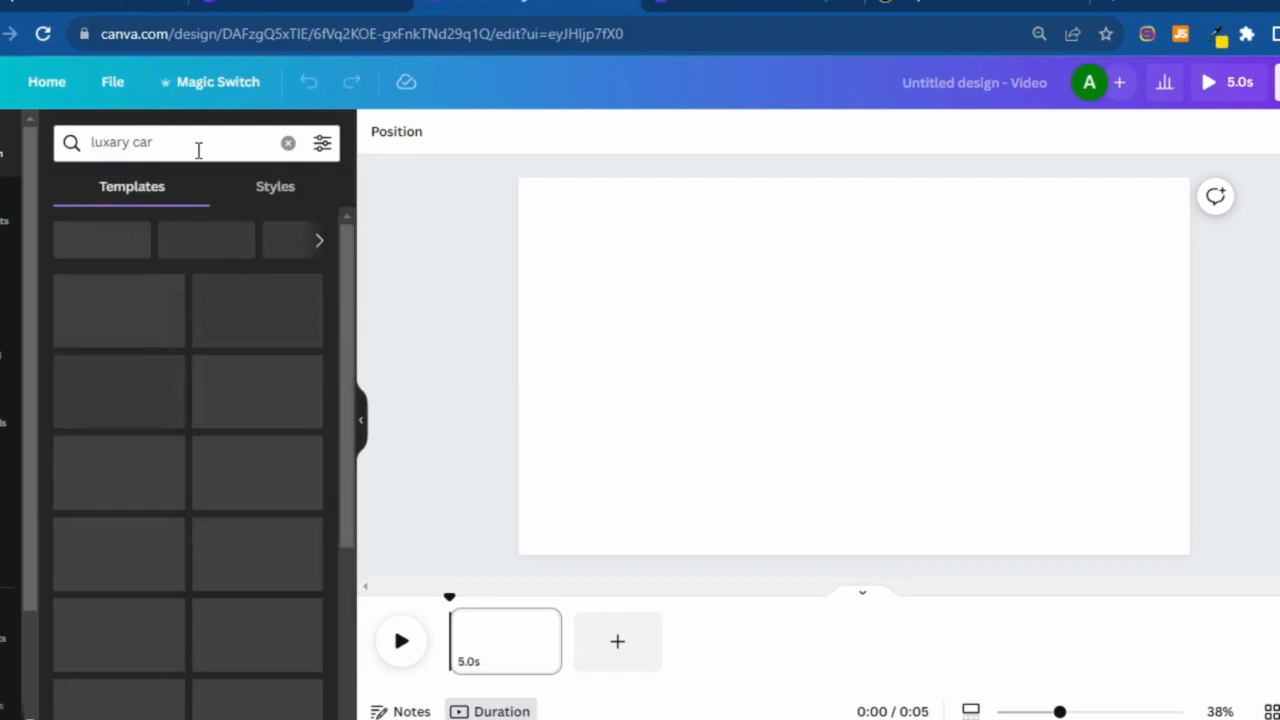 canva.com/design/DAFzgQ5xTIE/6fVq2KOE-gxFnkTNd29q1Q/edit?ui=eyJHIjp7fX0
JS
Home File Magic Switch Untitled design - Video A + 5.0s
luxary car
Position
Templates Styles
5.0s
+
Notes Duration 0:00 / 0:05 38%